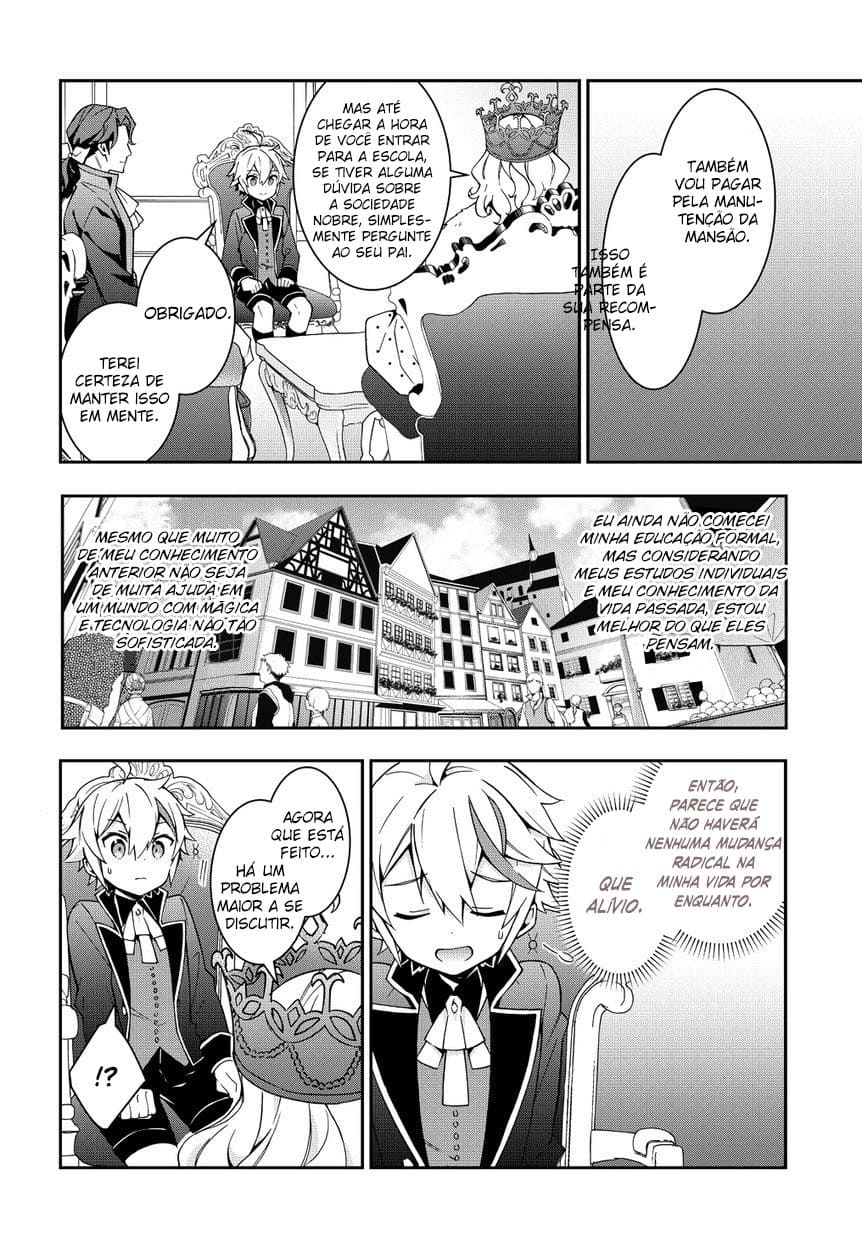 TAMBÉM
VOU PAGAR
PELA MANU-
TENÇÃO DA
MANSÃO.
ISSO
TAMBÉM É
PARTE DA
SUA RECOM-
PENSA.
MAS ATÉ
CHEGAR A HORA
DE VOCÊ ENTRAR
PARA A ESCOLA,
SE TIVER ALGUMA
DÚVIDA SOBRE
A SOCIEDADE
NOBRE, SIMPLES-
MENTE PERGUNTE
AO SEU PAI.
OBRIGADO.
TEREI
CERTEZA DE
MANTER ISSO
EM MENTE.
EU AINDA NÃO COMECEI
MINHA EDUCAÇÃO FORMAL,
MAS CONSIDERANDO
MEUS ESTUDOS INDIVIDUAIS
E MEU CONHECIMENTO DA
VIDA PASSADA, ESTOU
MELHOR DO QUE ELES
PENSAM.
MESMO QUE MUITO
DE MEU CONHECIMENTO
ANTERIOR NÃO SEJA
DE MUITA AJUDA EM
UM MUNDO COM MÁGICA
E TECNOLOGIA NÃO TÃO
SOFISTICADA.
ENTÃO,
PARECE QUE
NÃO HAVERÁ
NENHUMA MUDANÇA
RADICAL NA
MINHA VIDA POR
ENQUANTO.
QUE
ALÍVIO.
AGORA
QUE ESTÁ
FEITO...
HÁ UM
PROBLEMA
MAIOR A SE
DISCUTIR.
!?